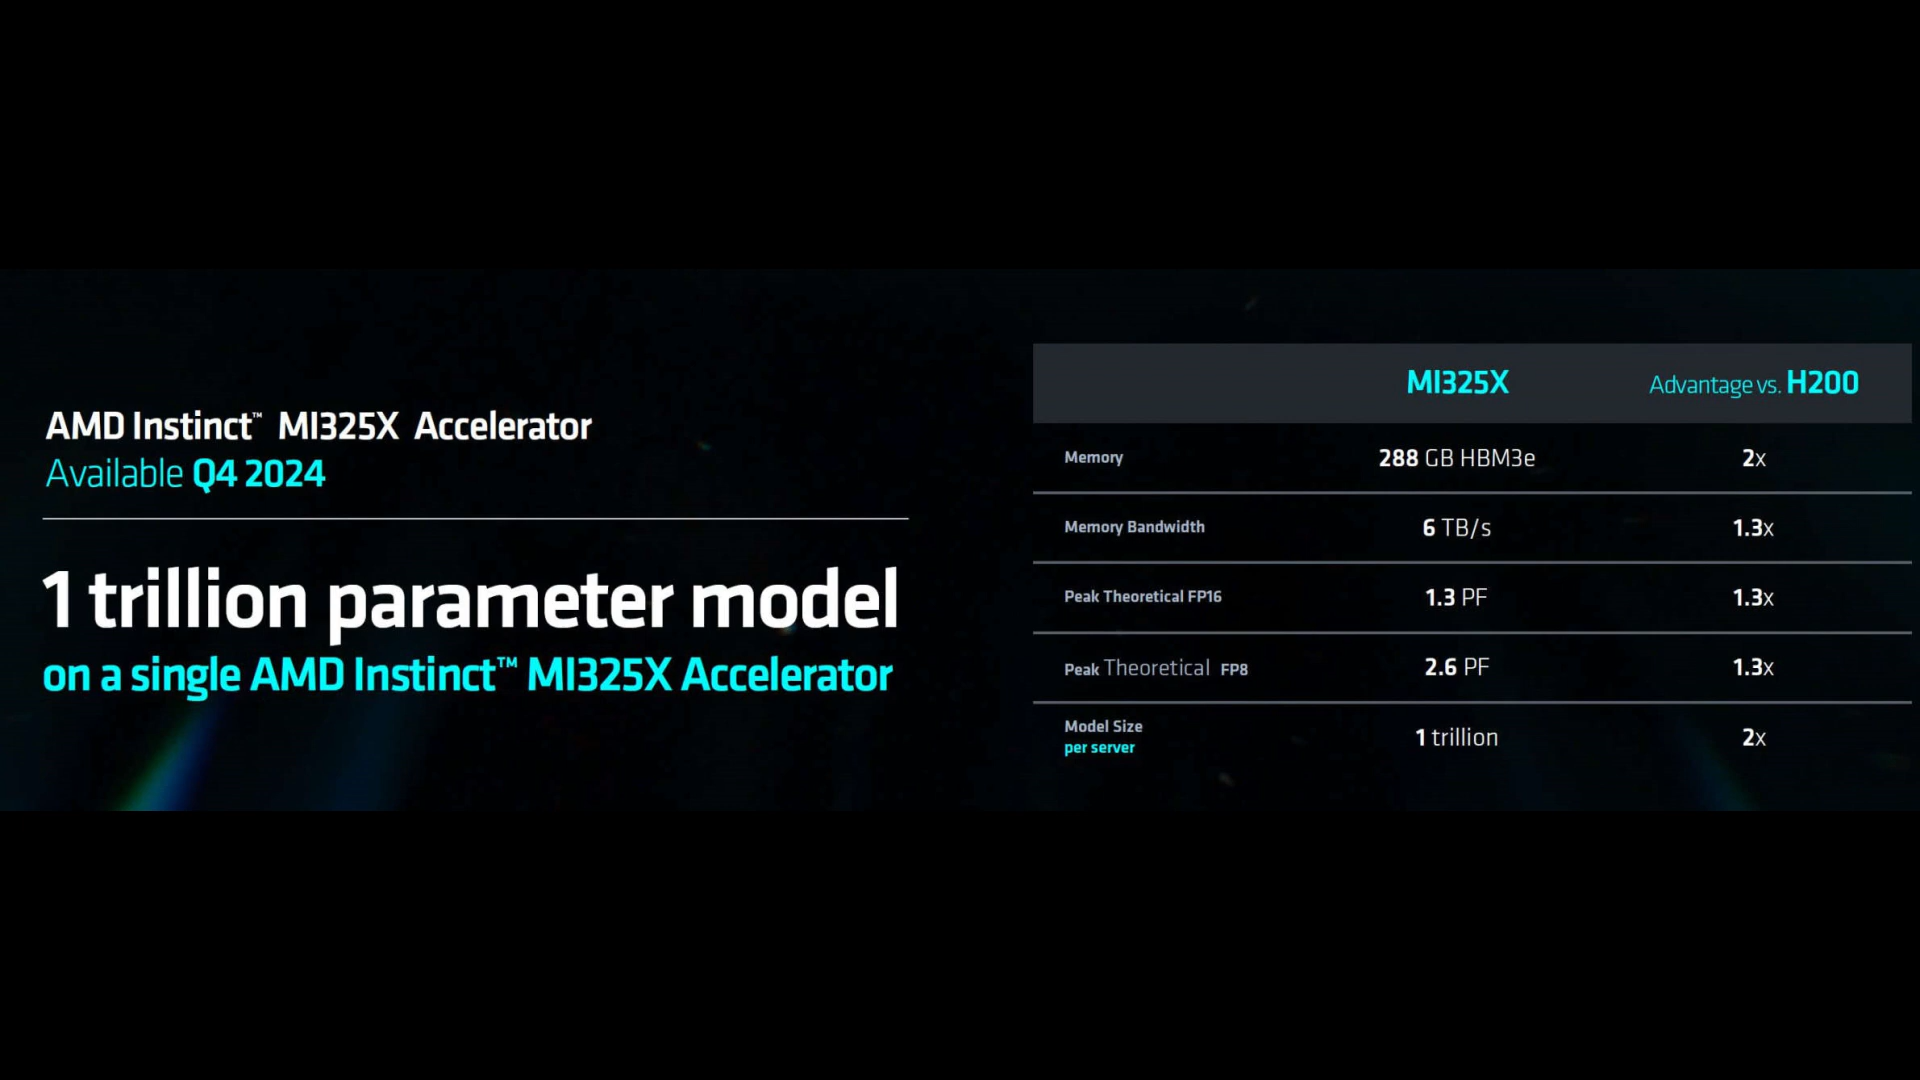 AMD Instinct™ MI325X Accelerator
Available Q4 2024
1 trillion parameter model
on a single AMD Instinct™ MI325X Accelerator
MI325X Advantage vs. H200
Memory 288 GB HBM3e 2x
Memory Bandwidth 6 TB/s 1.3x
Peak Theoretical FP16 1.3 PF 1.3x
Peak Theoretical FP8 2.6 PF 1.3x
Model Size
per server 1 trillion 2x